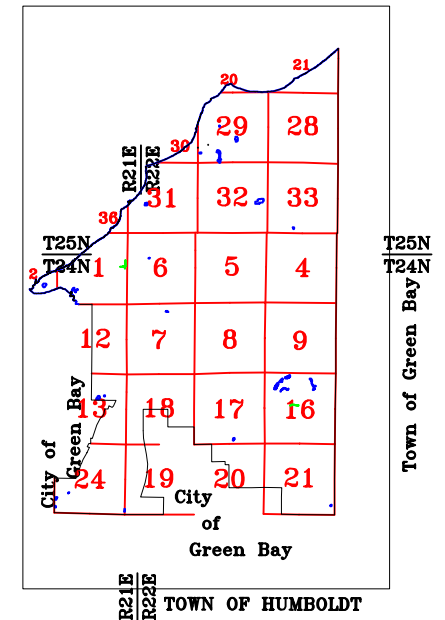 21
20
29 28
30
R21E
R22E
31 32 33
36
T25N
T24N
T25N
T24N
2
1 6 5 4
12 7 8 9
Town of Green Bay
13 18 17 16
City of
Green Bay
24 19 20 21
City
of
Green Bay
R21E
R22E
TOWN OF HUMBOLDT